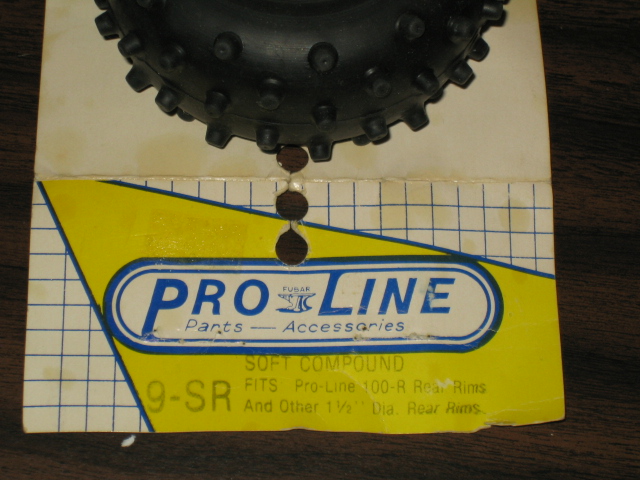 FUBAR
PRO LINE
Parts — Accessories
SOFT COMPOUND
9-SR FITS Pro-Line 100-R Rear Rims
And Other 1½" Dia. Rear Rims